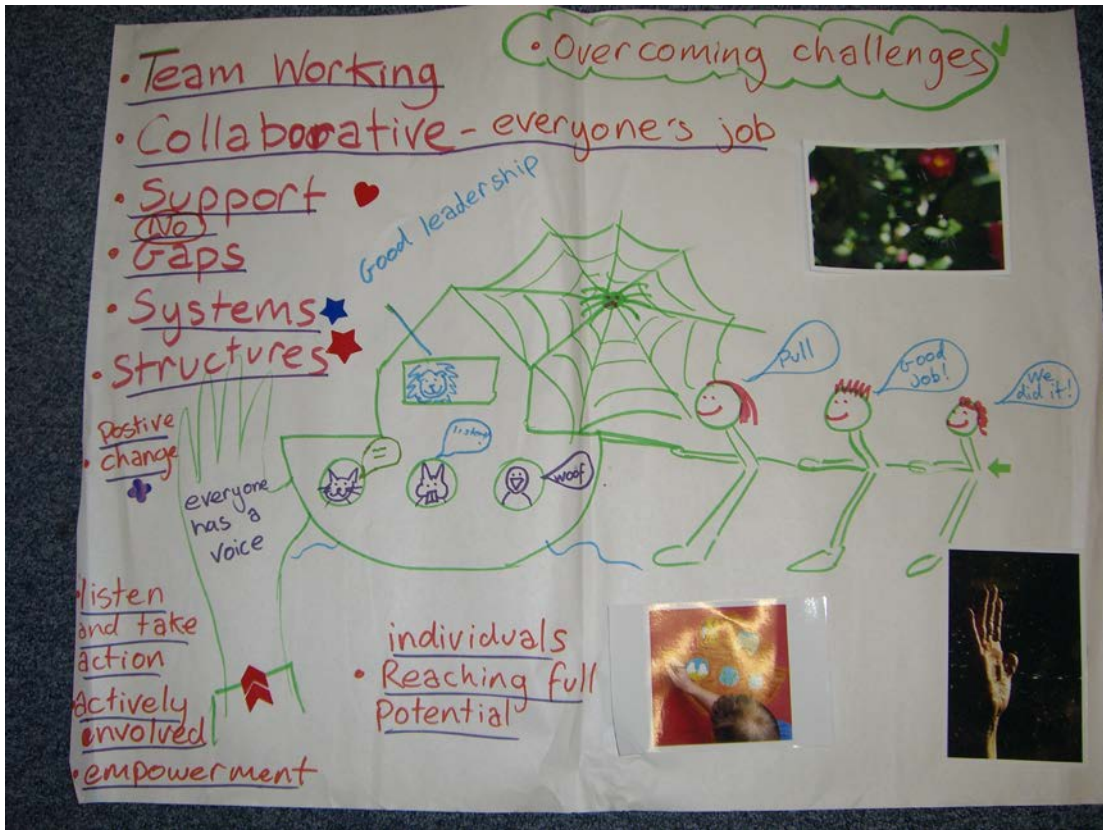 • Team Working
• Overcoming challenges
• Collaborative - everyone's job
• Support
No
• Gaps
• Systems
• Structures
Good leadership
Pull
Good
job!
We
did it!
woof
Postive
• change
everyone
has a
voice
• listen
and take
action
actively
involved
• empowerment
individuals
• Reaching full
Potential